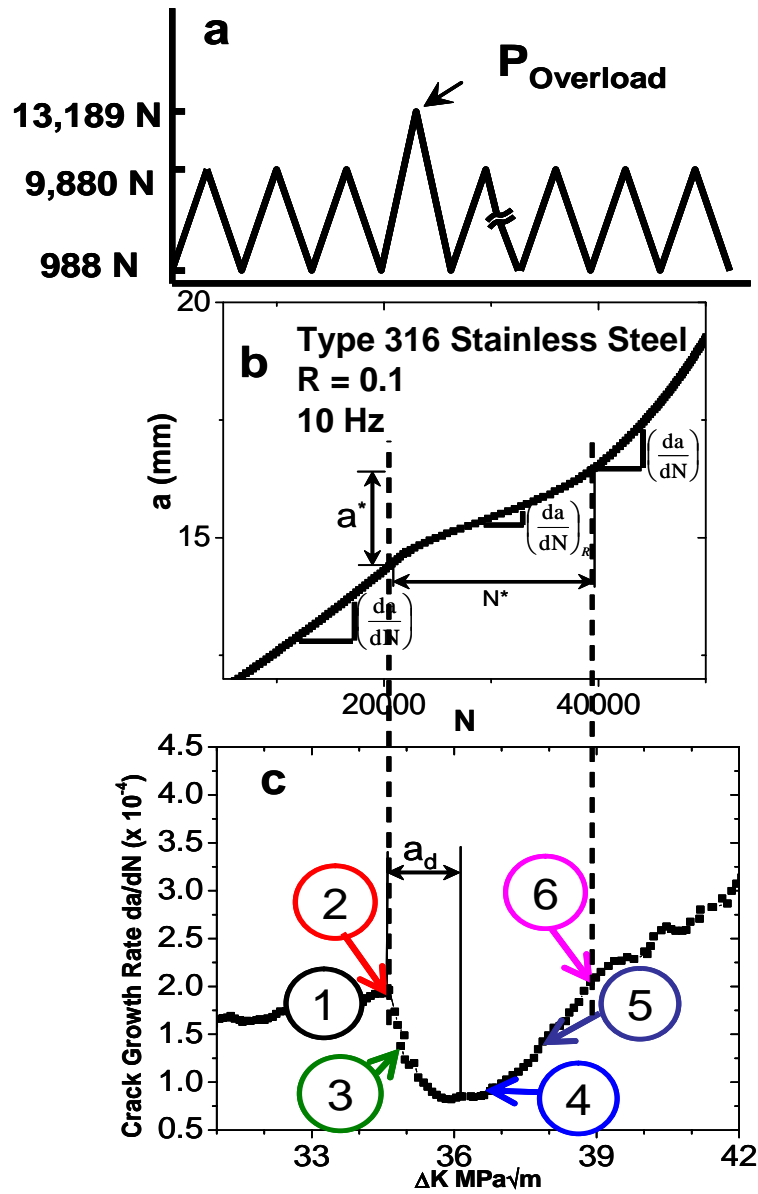 a
P Overload
13,189 N
9,880 N
988 N
20
b
Type 316 Stainless Steel
R = 0.1
10 Hz
a (mm)
a*
(da/dN)
(da/dN)R
15
N*
(da/dN)
20000
N
40000
4.5
c
Crack Growth Rate da/dN (x 10⁻⁴)
4.0
3.5
a d
3.0
2
6
2.5
2.0
1
5
1.5
3
4
1.0
0.5
33
36
39
42
ΔK MPa√m